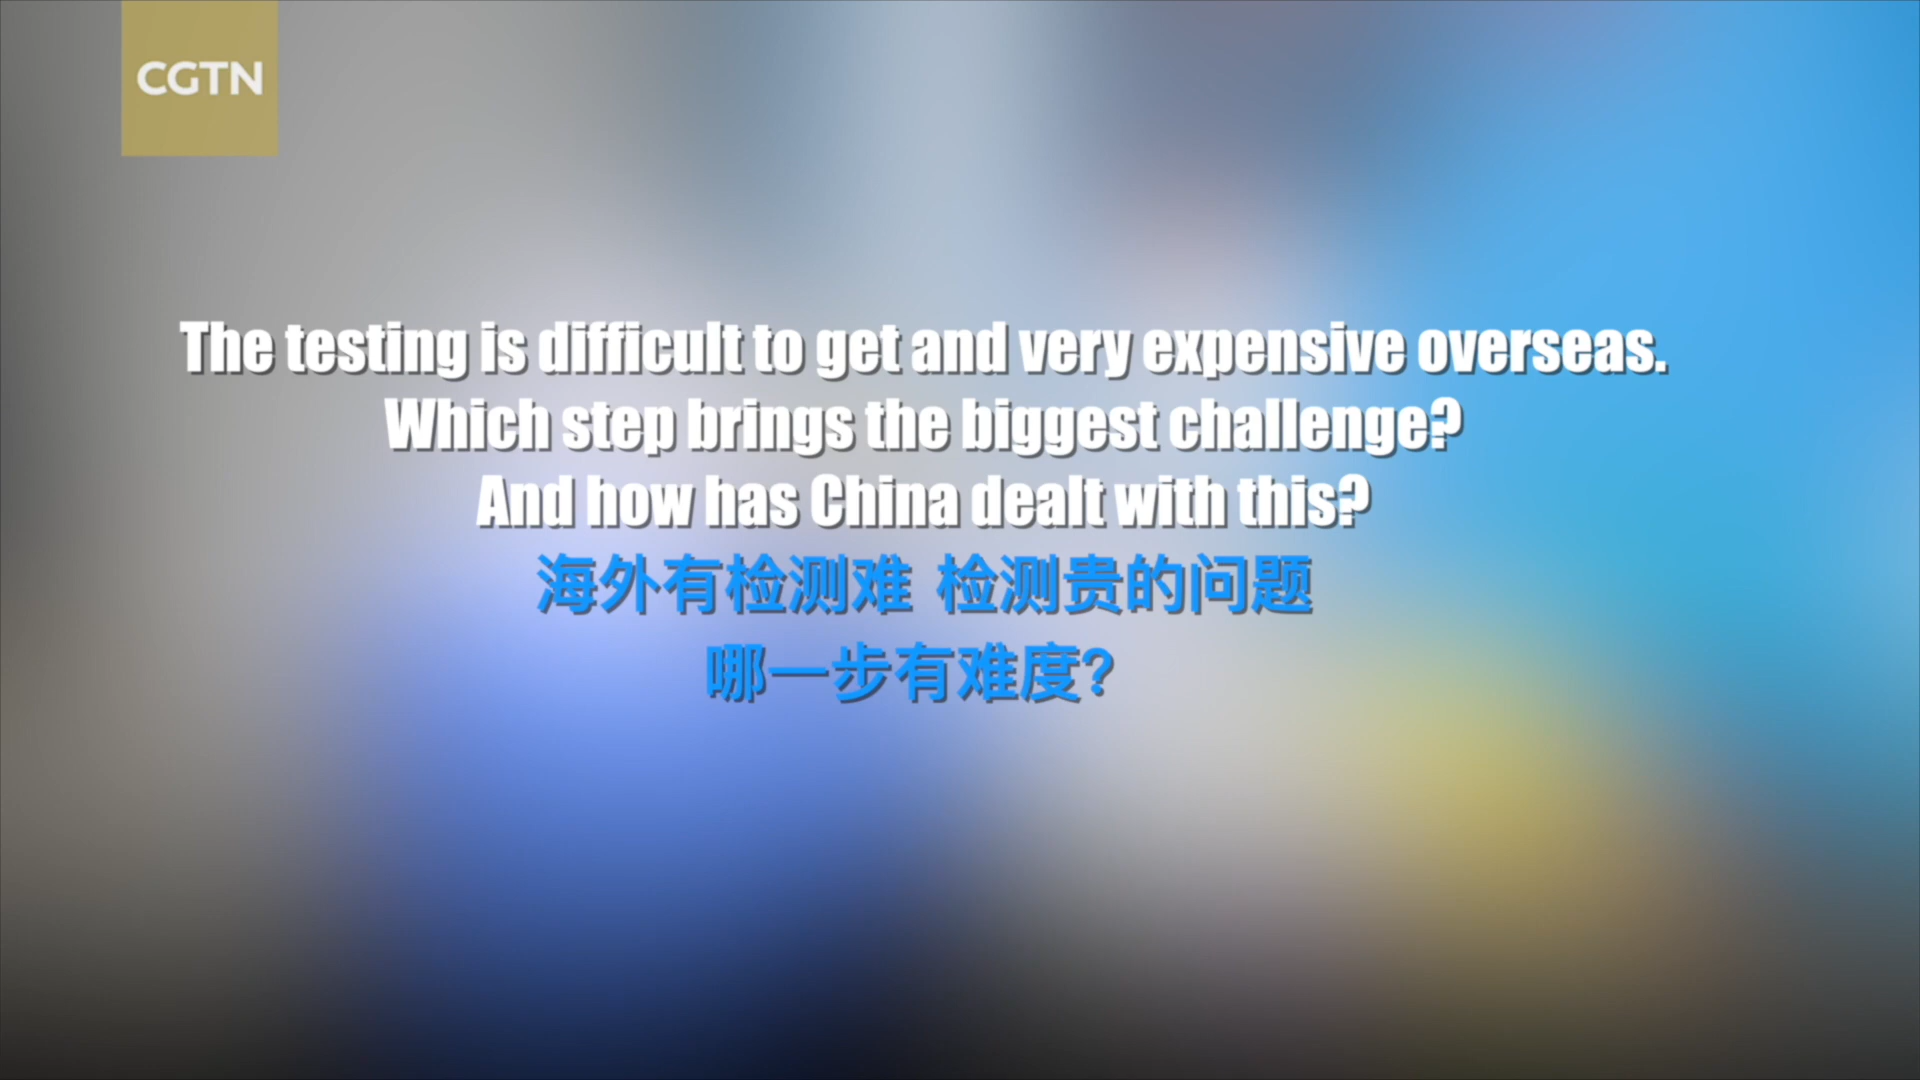 CGTN
The testing is difficult to get and very expensive overseas.
Which step brings the biggest challenge?
And how has China dealt with this?
海外有检测难 检测贵的问题
哪一步有难度?